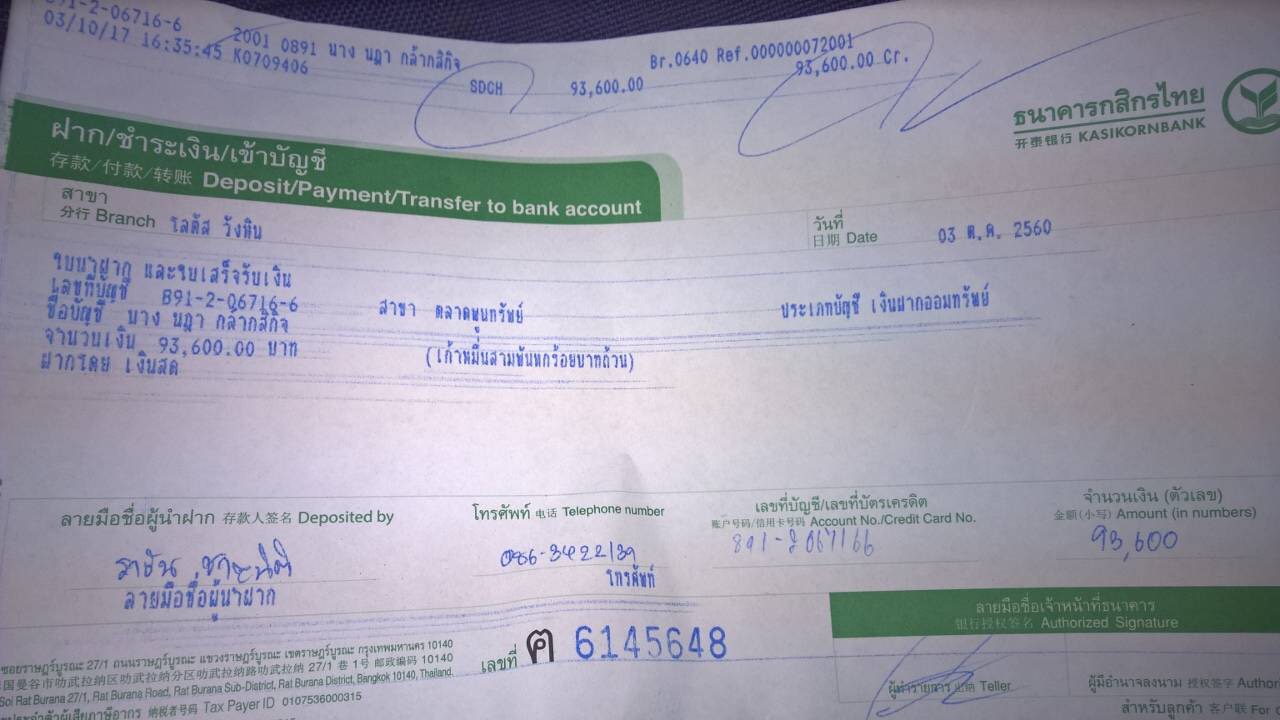 891-2-06716-6 2001 0891 นาง นฎา กล้ากสิกิจ Br.0640 Ref.000000072001
03/10/17 16:35:45 K0709406 SDCH 93,600.00 93,600.00 Cr.
ธนาคารกสิกรไทย
开泰银行 KASIKORNBANK
ฝาก/ชำระเงิน/เข้าบัญชี
存款/付款/转账 Deposit/Payment/Transfer to bank account
สาขา
分行 Branch โลตัส วังหิน
วันที่
日期 Date 03 ต.ค. 2560
ใบนำฝาก และใบเสร็จรับเงิน
เลขที่บัญชี 891-2-06716-6 สาขา ตลาดพูนทรัพย์ ประเภทบัญชี เงินฝากออมทรัพย์
ชื่อบัญชี นาง นฎา กล้ากสิกิจ
จำนวนเงิน 93,600.00 บาท (เก้าหมื่นสามพันหกร้อยบาทถ้วน)
ฝากโดย เงินสด
ลายมือชื่อผู้นำฝาก 存款人签名 Deposited by
โทรศัพท์ 电话 Telephone number
เลขที่บัญชี/เลขที่บัตรเครดิต
账户号码/信用卡号码 Account No./Credit Card No.
จำนวนเงิน (ตัวเลข)
金额(小写) Amount (in numbers)
086-3422139
891-2067166
93,600
ลายมือชื่อผู้นำฝาก
โทรศัพท์
ลายมือชื่อเจ้าหน้าที่ธนาคาร
银行授权签名 Authorized Signature
เลขที่ ฅ 6145648
ซอยราษฎร์บูรณะ 27/1 ถนนราษฎร์บูรณะ แขวงราษฎร์บูรณะ เขตราษฎร์บูรณะ กรุงเทพมหานคร 10140
国曼谷市叻武拉纳区叻武拉纳分区叻武拉纳路叻武拉纳 27/1 巷 1号 邮政编码 10140
Soi Rat Burana 27/1, Rat Burana Road, Rat Burana Sub-District, Rat Burana District, Bangkok 10140, Thailand.
ประจำตัวผู้เสียภาษีอากร 纳税者号码 Tax Payer ID 0107536000315
ผู้ทำรายการ 出纳 Teller
ผู้มีอำนาจลงนาม 授权签字
สำหรับลูกค้า 客户联 For